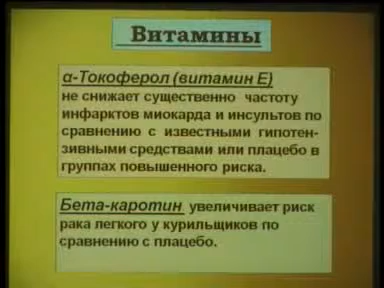 Витамины
α-Токоферол (витамин Е)
не снижает существенно частоту
инфарктов миокарда и инсультов по
сравнению с известными гипотен-
зивными средствами или плацебо в
группах повышенного риска.
Бета-каротин увеличивает риск
рака легкого у курильщиков по
сравнению с плацебо.